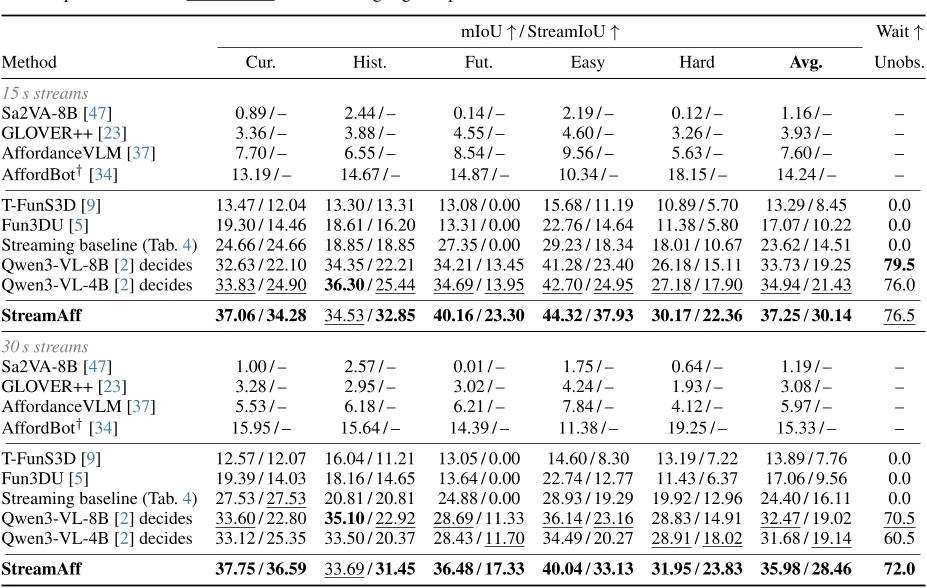 mIoU ↑ / StreamIoU ↑ Wait ↑
Method Cur. Hist. Fut. Easy Hard Avg. Unobs.
15 s streams
Sa2VA-8B [47] 0.89 / – 2.44 / – 0.14 / – 2.19 / – 0.12 / – 1.16 / – –
GLOVER++ [23] 3.36 / – 3.88 / – 4.55 / – 4.60 / – 3.26 / – 3.93 / – –
AffordanceVLM [37] 7.70 / – 6.55 / – 8.54 / – 9.56 / – 5.63 / – 7.60 / – –
AffordBot† [34] 13.19 / – 14.67 / – 14.87 / – 10.34 / – 18.15 / – 14.24 / – –
T-FunS3D [9] 13.47 / 12.04 13.30 / 13.31 13.08 / 0.00 15.68 / 11.19 10.89 / 5.70 13.29 / 8.45 0.0
Fun3DU [5] 19.30 / 14.46 18.61 / 16.20 13.31 / 0.00 22.76 / 14.64 11.38 / 5.80 17.07 / 10.22 0.0
Streaming baseline (Tab. 4) 24.66 / 24.66 18.85 / 18.85 27.35 / 0.00 29.23 / 18.34 18.01 / 10.67 23.62 / 14.51 0.0
Qwen3-VL-8B [2] decides 32.63 / 22.10 34.35 / 22.21 34.21 / 13.45 41.28 / 23.40 26.18 / 15.11 33.73 / 19.25 79.5
Qwen3-VL-4B [2] decides 33.83 / 24.90 36.30 / 25.44 34.69 / 13.95 42.70 / 24.95 27.18 / 17.90 34.94 / 21.43 76.0
StreamAff 37.06 / 34.28 34.53 / 32.85 40.16 / 23.30 44.32 / 37.93 30.17 / 22.36 37.25 / 30.14 76.5
30 s streams
Sa2VA-8B [47] 1.00 / – 2.57 / – 0.01 / – 1.75 / – 0.64 / – 1.19 / – –
GLOVER++ [23] 3.28 / – 2.95 / – 3.02 / – 4.24 / – 1.93 / – 3.08 / – –
AffordanceVLM [37] 5.53 / – 6.18 / – 6.21 / – 7.84 / – 4.12 / – 5.97 / – –
AffordBot† [34] 15.95 / – 15.64 / – 14.39 / – 11.38 / – 19.25 / – 15.33 / – –
T-FunS3D [9] 12.57 / 12.07 16.04 / 11.21 13.05 / 0.00 14.60 / 8.30 13.19 / 7.22 13.89 / 7.76 0.0
Fun3DU [5] 19.39 / 14.03 18.16 / 14.65 13.64 / 0.00 22.74 / 12.77 11.43 / 6.37 17.06 / 9.56 0.0
Streaming baseline (Tab. 4) 27.53 / 27.53 20.81 / 20.81 24.88 / 0.00 28.93 / 19.29 19.92 / 12.96 24.40 / 16.11 0.0
Qwen3-VL-8B [2] decides 33.60 / 22.80 35.10 / 22.92 28.69 / 11.33 36.14 / 23.16 28.83 / 14.91 32.47 / 19.02 70.5
Qwen3-VL-4B [2] decides 33.12 / 25.35 33.50 / 20.37 28.43 / 11.70 34.49 / 20.27 28.91 / 18.02 31.68 / 19.14 60.5
StreamAff 37.75 / 36.59 33.69 / 31.45 36.48 / 17.33 40.04 / 33.13 31.95 / 23.83 35.98 / 28.46 72.0